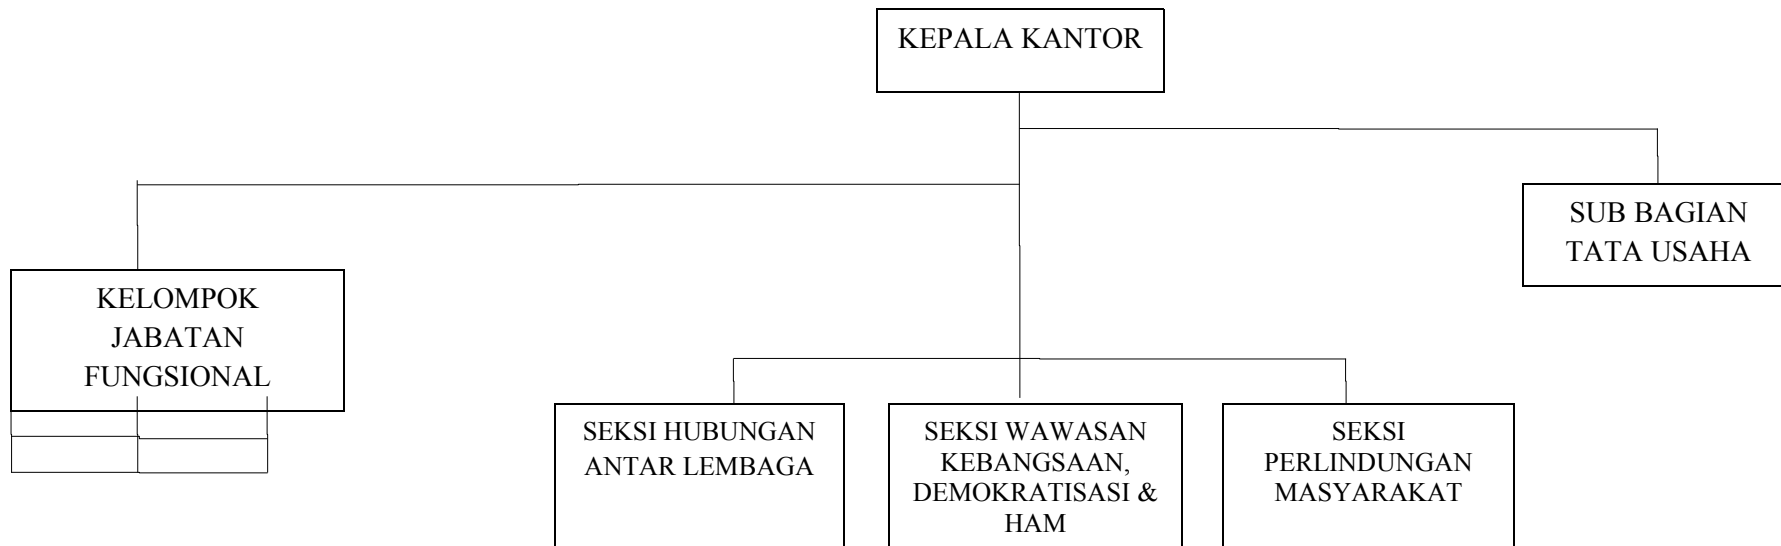 KEPALA KANTOR
SUB BAGIAN
TATA USAHA
KELOMPOK
JABATAN
FUNGSIONAL
SEKSI HUBUNGAN
ANTAR LEMBAGA
SEKSI WAWASAN
KEBANGSAAN,
DEMOKRATISASI &
HAM
SEKSI
PERLINDUNGAN
MASYARAKAT